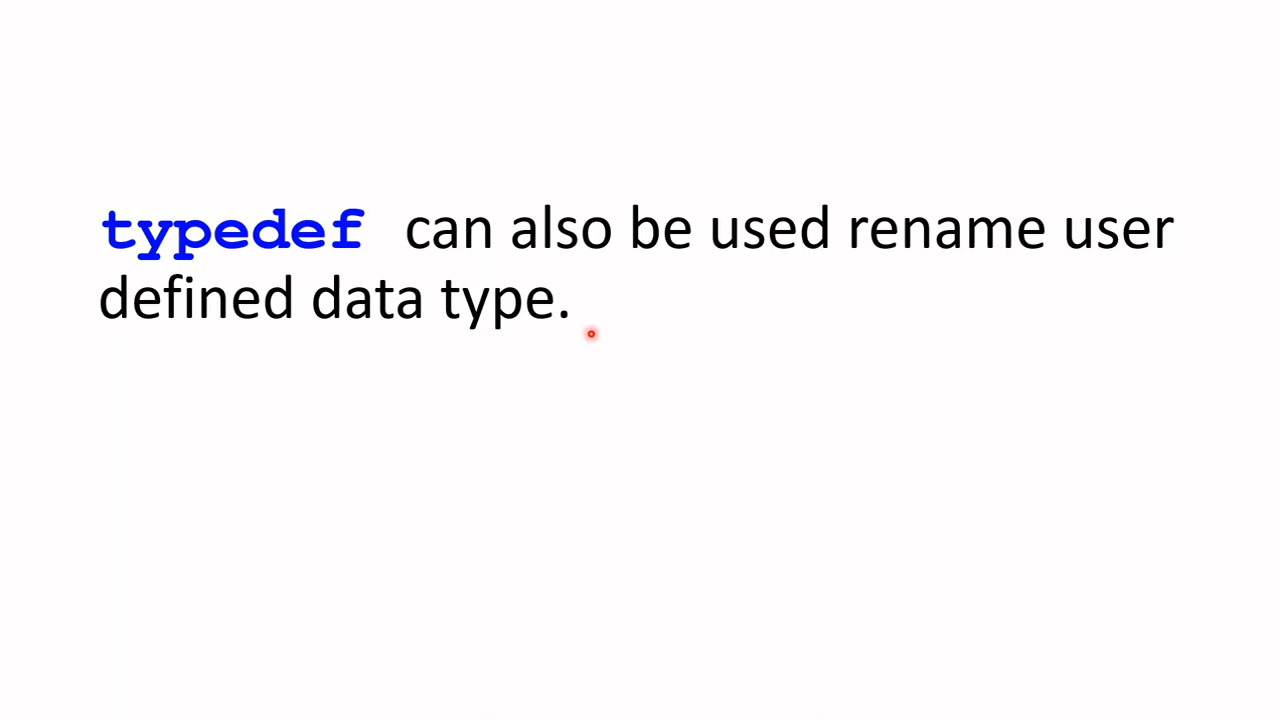 typedef can also be used rename user
defined data type.